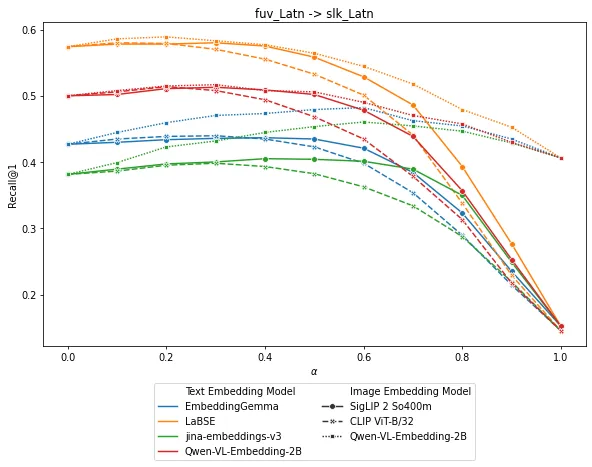 fuv_Latn -> slk_Latn
Recall@1
0.6
0.5
0.4
0.3
0.2
0.0 0.2 0.4 0.6 0.8 1.0
α
Text Embedding Model
EmbeddingGemma
LaBSE
jina-embeddings-v3
Qwen-VL-Embedding-2B
Image Embedding Model
SigLIP 2 So400m
CLIP ViT-B/32
Qwen-VL-Embedding-2B